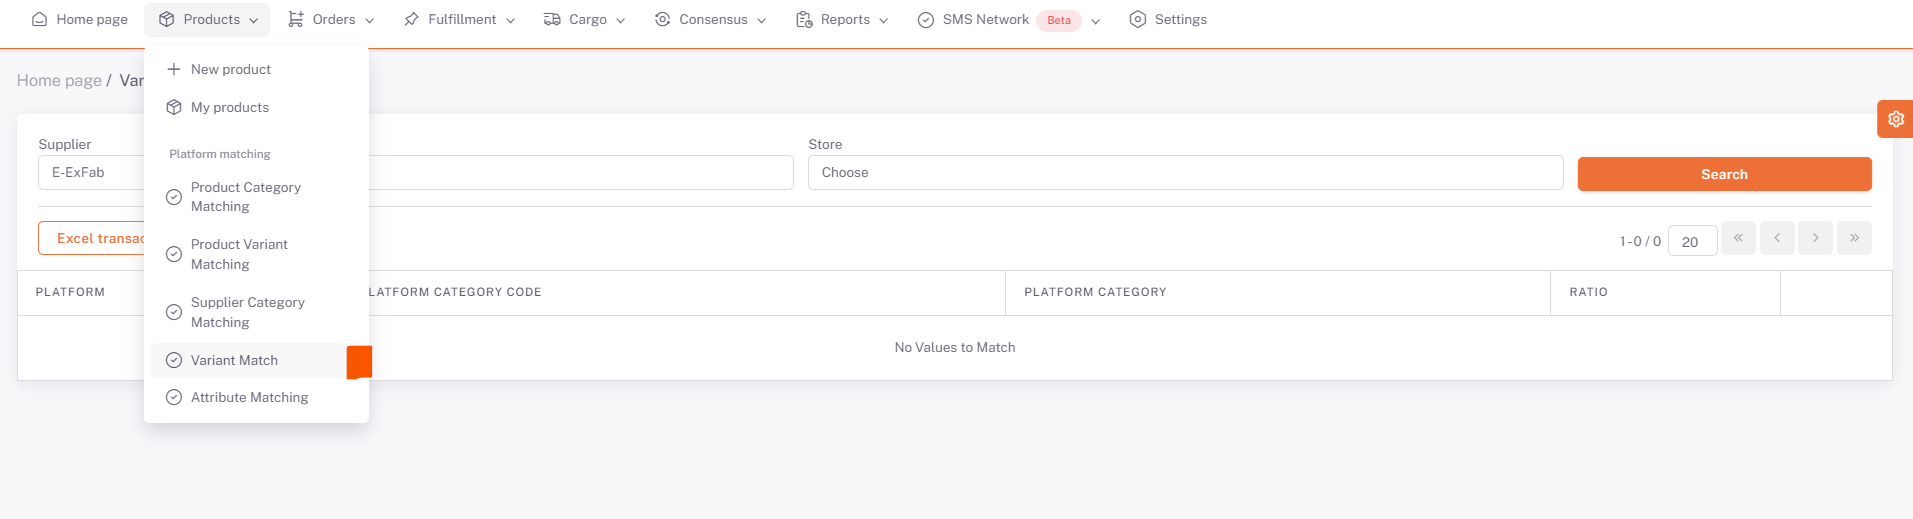 Home page
Products
Orders
Fulfillment
Cargo
Consensus
Reports
SMS Network
Beta
Settings
New product
My products
Platform matching
Product Category
Matching
Product Variant
Matching
Supplier Category
Matching
Variant Match
Attribute Matching
Home page / Var
Supplier
E-ExFab
Store
Choose
Search
Excel transac
1 - 0 / 0
20
PLATFORM
LATFORM CATEGORY CODE
PLATFORM CATEGORY
RATIO
No Values to Match